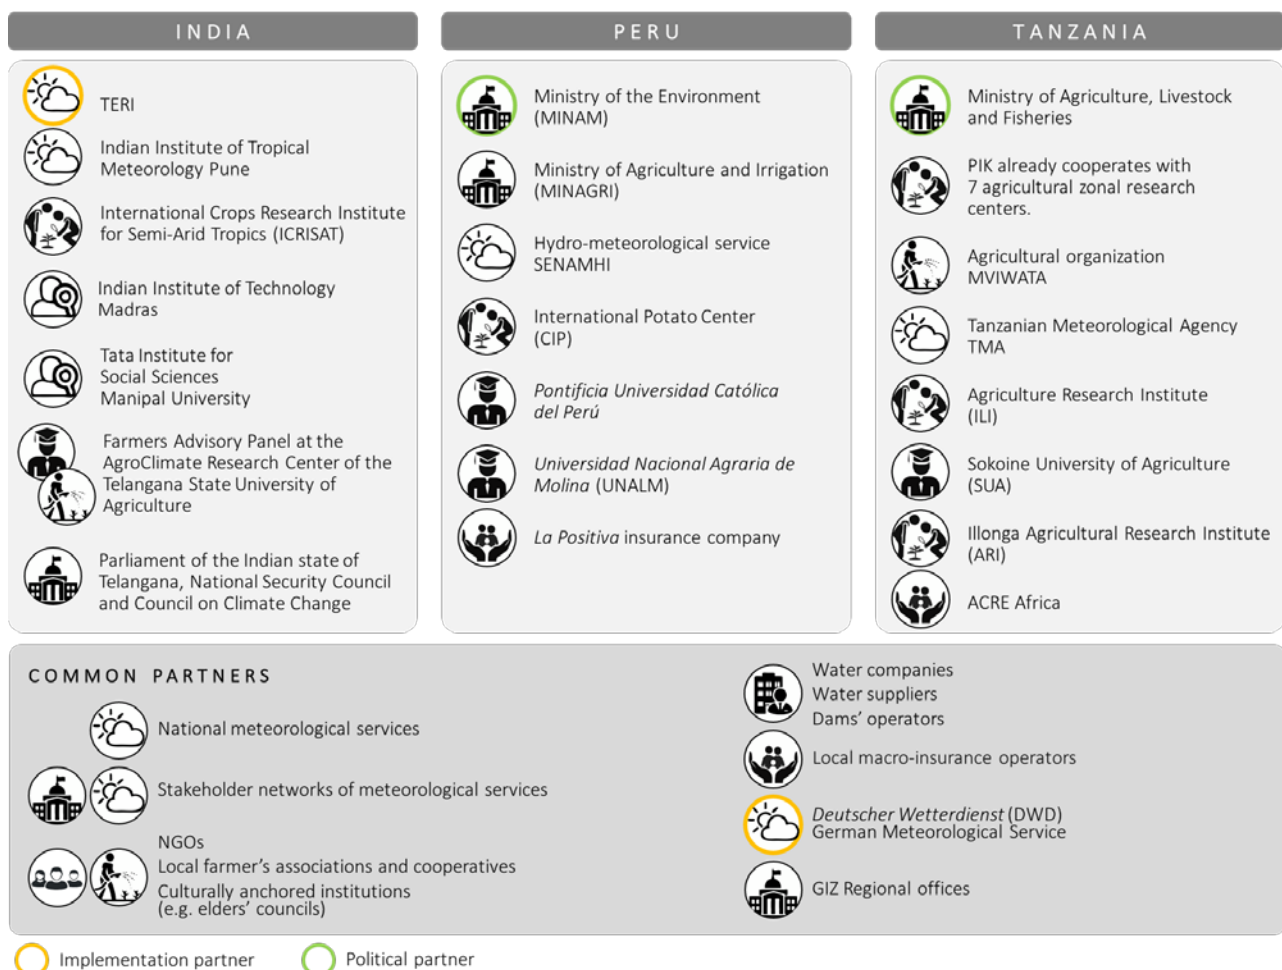 INDIA
TERI
Indian Institute of Tropical
Meteorology Pune
International Crops Research Institute
for Semi-Arid Tropics (ICRISAT)
Indian Institute of Technology
Madras
Tata Institute for
Social Sciences
Manipal University
Farmers Advisory Panel at the
AgroClimate Research Center of the
Telangana State University of
Agriculture
Parliament of the Indian state of
Telangana, National Security Council
and Council on Climate Change
PERU
Ministry of the Environment
(MINAM)
Ministry of Agriculture and Irrigation
(MINAGRI)
Hydro-meteorological service
SENAMHI
International Potato Center
(CIP)
Pontificia Universidad Católica
del Perú
Universidad Nacional Agraria de
Molina (UNALM)
La Positiva insurance company
TANZANIA
Ministry of Agriculture, Livestock
and Fisheries
PIK already cooperates with
7 agricultural zonal research
centers.
Agricultural organization
MVIWATA
Tanzanian Meteorological Agency
TMA
Agriculture Research Institute
(ILI)
Sokoine University of Agriculture
(SUA)
Illonga Agricultural Research Institute
(ARI)
ACRE Africa
COMMON PARTNERS
National meteorological services
Stakeholder networks of meteorological services
NGOs
Local farmer's associations and cooperatives
Culturally anchored institutions
(e.g. elders' councils)
Water companies
Water suppliers
Dams' operators
Local macro-insurance operators
Deutscher Wetterdienst (DWD)
German Meteorological Service
GIZ Regional offices
Implementation partner
Political partner